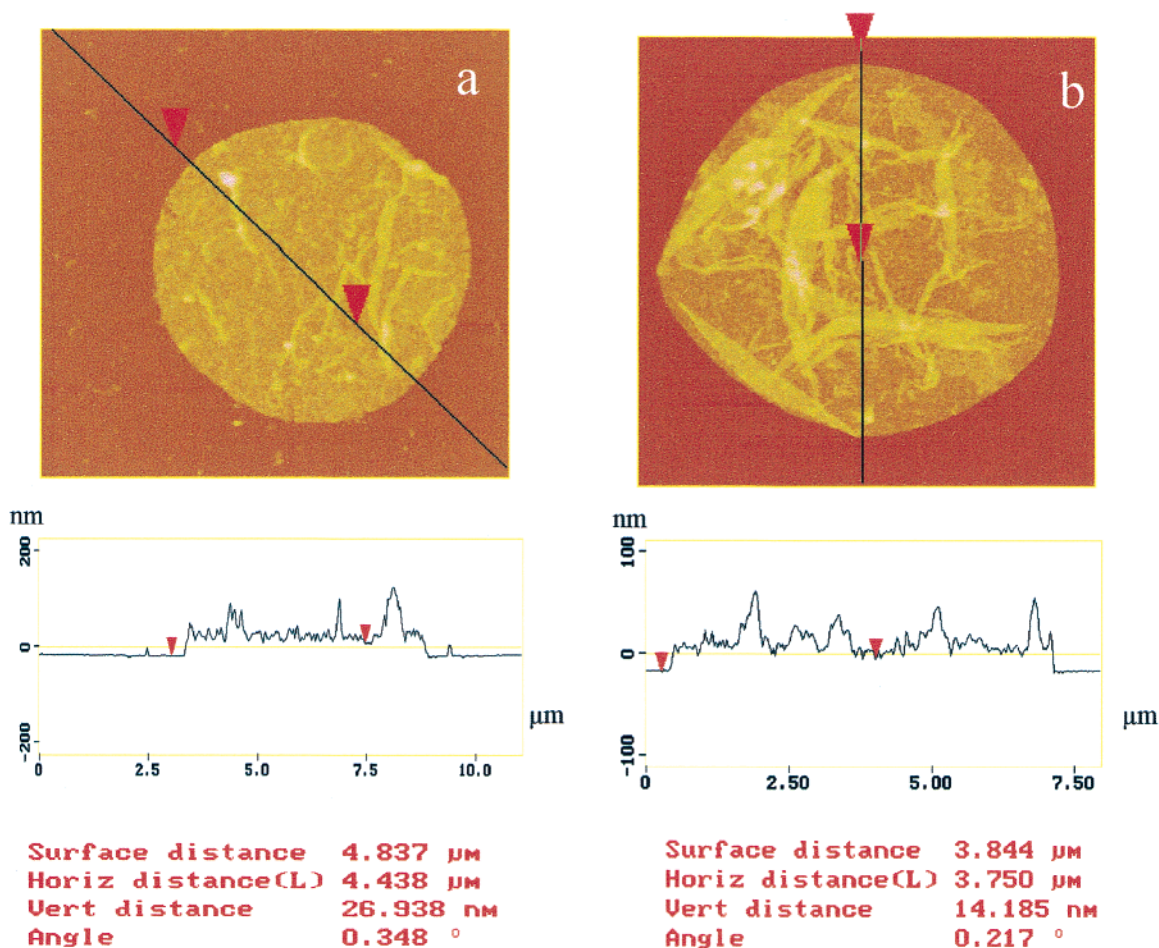 a
b
nm
200
0
-200
μm
0 2.5 5.0 7.5 10.0
nm
100
0
-100
μm
0 2.50 5.00 7.50
Surface distance 4.837 μm
Horiz distance(L) 4.438 μm
Vert distance 26.938 nm
Angle 0.348 °
Surface distance 3.844 μm
Horiz distance(L) 3.750 μm
Vert distance 14.185 nm
Angle 0.217 °